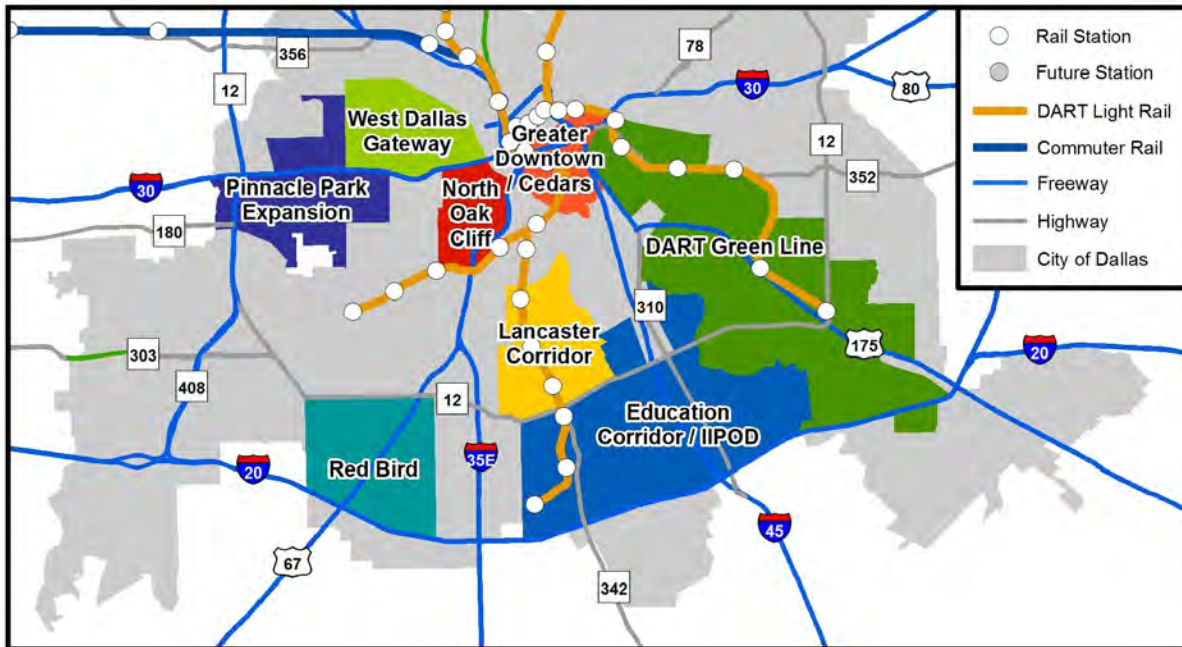 356
78
30
80
12
West Dallas
Gateway
Greater
Downtown
/ Cedars
12
352
30
Pinnacle Park
Expansion
North
Oak
Cliff
180
DART Green Line
310
Lancaster
Corridor
175
20
303
408
12
Education
Corridor / IIPOD
Red Bird
35E
20
45
67
342
Rail Station
Future Station
DART Light Rail
Commuter Rail
Freeway
Highway
City of Dallas